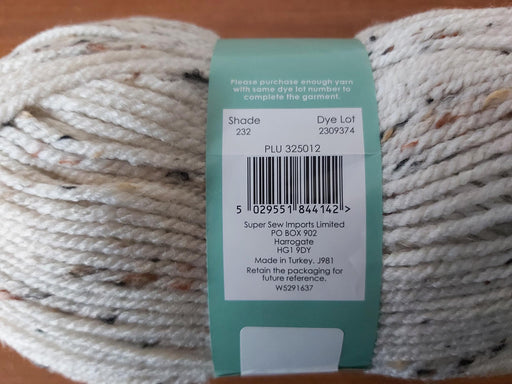 Please purchase enough yarn
with same dye lot number to
complete the garment.
Shade Dye Lot
232 2309374
PLU 325012
5 029551 844142 >
Super Sew Imports Limited
PO BOX 902
Harrogate
HG1 9DY
Made in Turkey. J981
Retain the packaging for
future reference.
W5291637